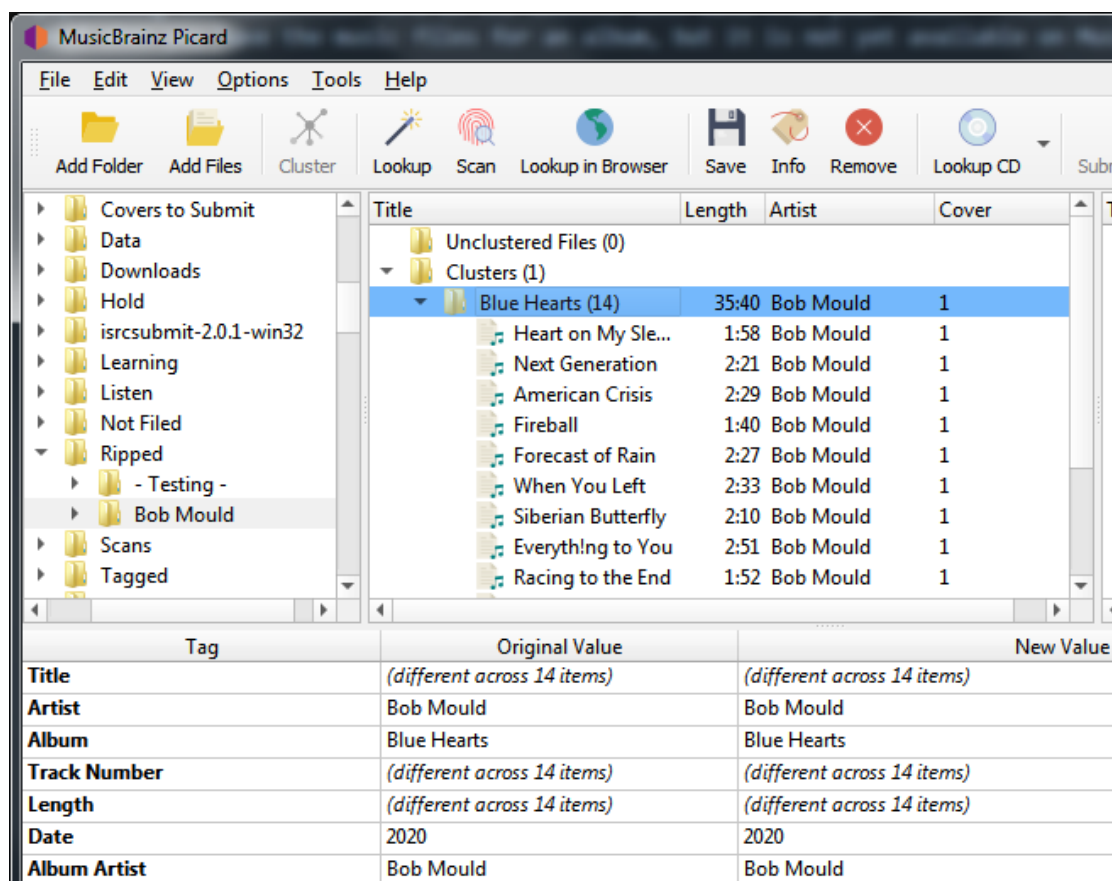 MusicBrainz Picard
File Edit View Options Tools Help
Add Folder Add Files Cluster Lookup Scan Lookup in Browser Save Info Remove Lookup CD
Covers to Submit
Data
Downloads
Hold
isrcsubmit-2.0.1-win32
Learning
Listen
Not Filed
Ripped
- Testing -
Bob Mould
Scans
Tagged
Title Length Artist Cover
Unclustered Files (0)
Clusters (1)
Blue Hearts (14) 35:40 Bob Mould 1
Heart on My Sle... 1:58 Bob Mould 1
Next Generation 2:21 Bob Mould 1
American Crisis 2:29 Bob Mould 1
Fireball 1:40 Bob Mould 1
Forecast of Rain 2:27 Bob Mould 1
When You Left 2:33 Bob Mould 1
Siberian Butterfly 2:10 Bob Mould 1
Everyth!ng to You 2:51 Bob Mould 1
Racing to the End 1:52 Bob Mould 1
Tag Original Value New Value
Title (different across 14 items) (different across 14 items)
Artist Bob Mould Bob Mould
Album Blue Hearts Blue Hearts
Track Number (different across 14 items) (different across 14 items)
Length (different across 14 items) (different across 14 items)
Date 2020 2020
Album Artist Bob Mould Bob Mould